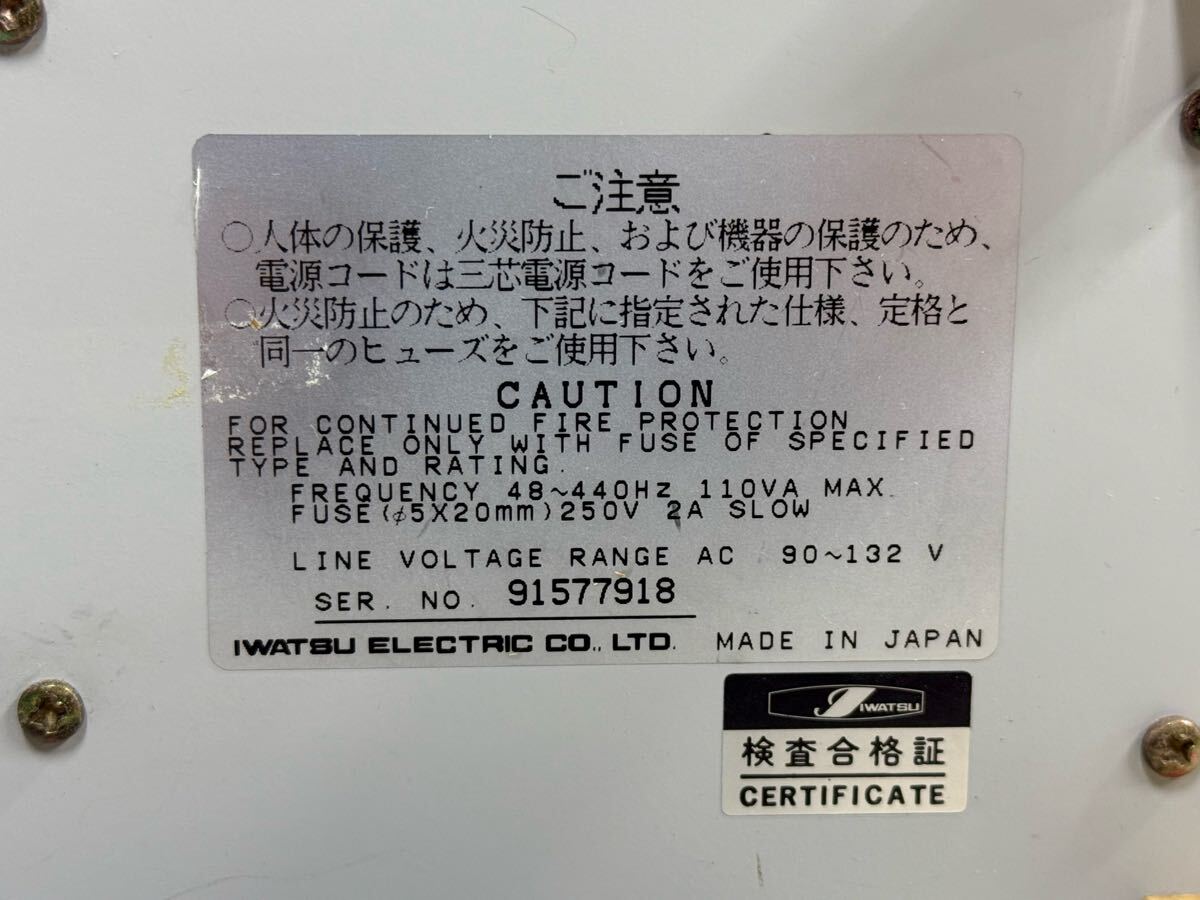 ご注意
○人体の保護、火災防止、および機器の保護のため、
電源コードは三芯電源コードをご使用下さい。
○火災防止のため、下記に指定された仕様、定格と
同一のヒューズをご使用下さい。
CAUTION
FOR CONTINUED FIRE PROTECTION
REPLACE ONLY WITH FUSE OF SPECIFIED
TYPE AND RATING.
FREQUENCY 48~440Hz 110VA MAX.
FUSE(φ5X20mm)250V 2A SLOW
LINE VOLTAGE RANGE AC 90~132 V
SER. NO. 91577918
IWATSU ELECTRIC CO., LTD. MADE IN JAPAN
IWATSU
検査合格証
CERTIFICATE